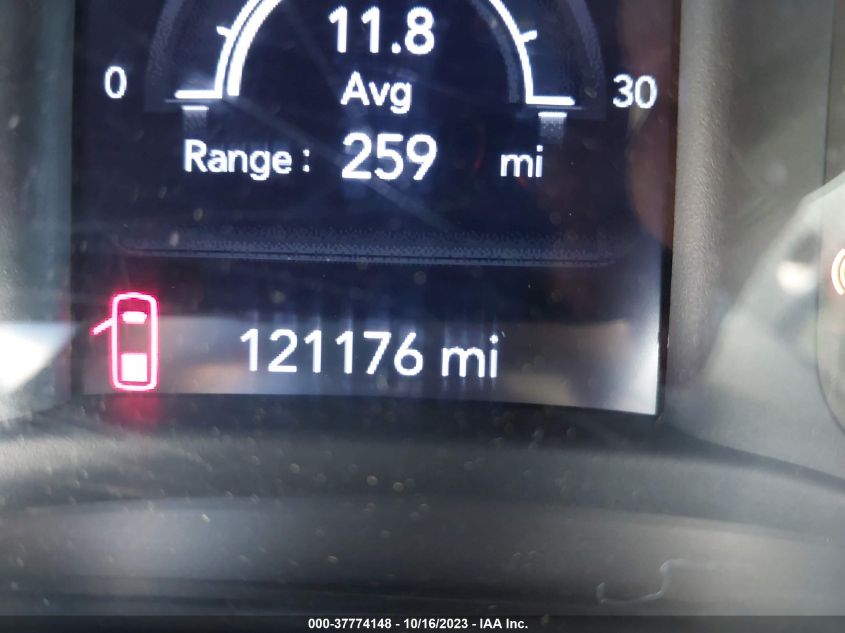 11.8
0 Avg 30
Range: 259 mi
121176 mi
000-37774148 - 10/16/2023 - IAA Inc.